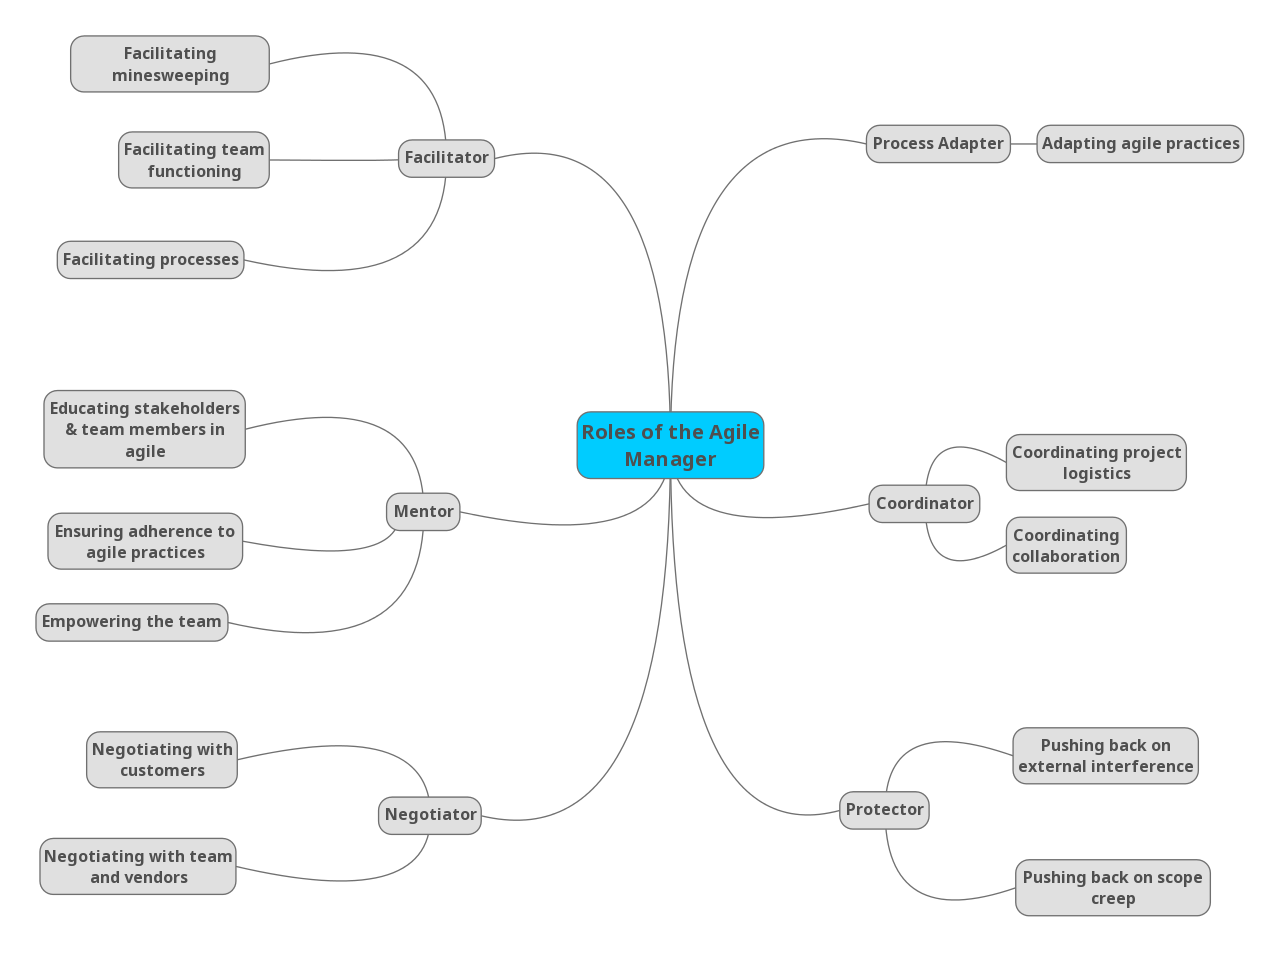 Roles of the Agile
Manager
Facilitator
Facilitating
minesweeping
Facilitating team
functioning
Facilitating processes
Mentor
Educating stakeholders
& team members in
agile
Ensuring adherence to
agile practices
Empowering the team
Negotiator
Negotiating with
customers
Negotiating with team
and vendors
Process Adapter
Adapting agile practices
Coordinator
Coordinating project
logistics
Coordinating
collaboration
Protector
Pushing back on
external interference
Pushing back on scope
creep